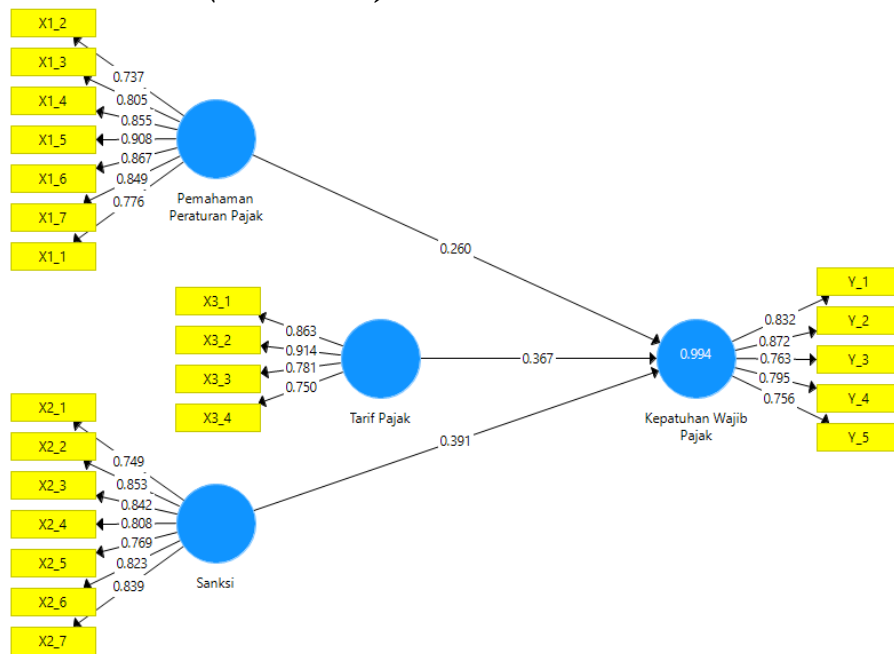 X1_2
X1_3
X1_4
X1_5
X1_6
X1_7
X1_1
0.737
0.805
0.855
0.908
0.867
0.849
0.776
Pemahaman
Peraturan Pajak
0.260
X3_1
X3_2
X3_3
X3_4
0.863
0.914
0.781
0.750
Tarif Pajak
0.367
X2_1
X2_2
X2_3
X2_4
X2_5
X2_6
X2_7
0.749
0.853
0.842
0.808
0.769
0.823
0.839
Sanksi
0.391
0.994
Kepatuhan Wajib
Pajak
0.832
0.872
0.763
0.795
0.756
Y_1
Y_2
Y_3
Y_4
Y_5